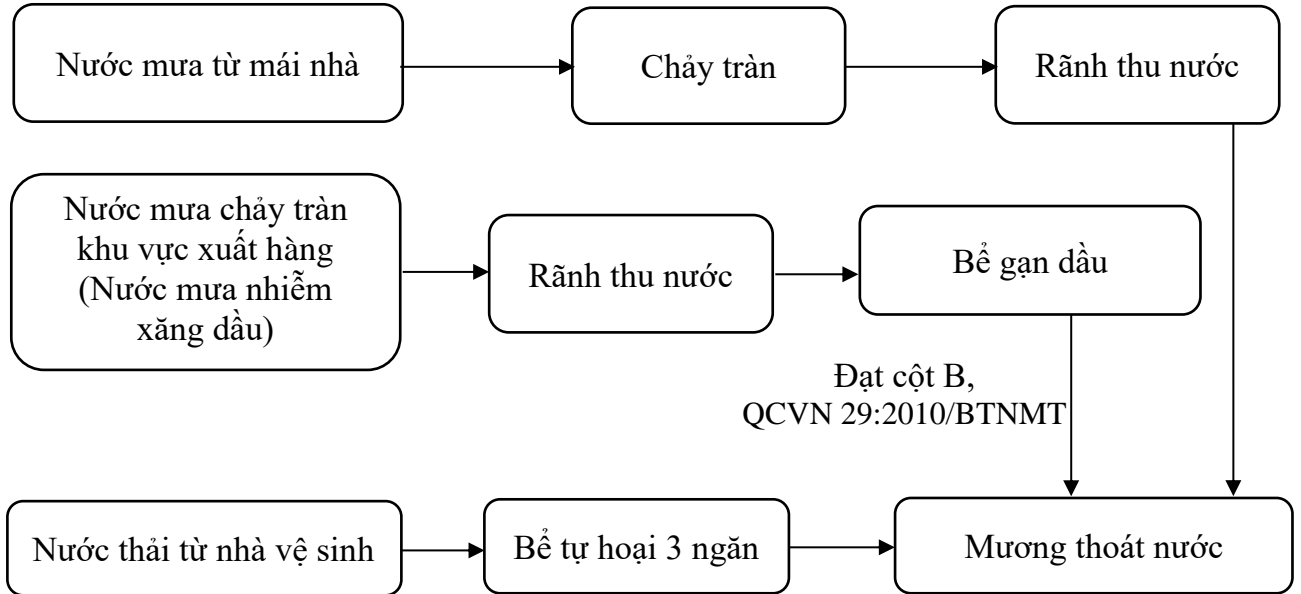 Nước mưa từ mái nhà
Chảy tràn
Rãnh thu nước
Nước mưa chảy tràn
khu vực xuất hàng
(Nước mưa nhiễm
xăng dầu)
Rãnh thu nước
Bể gạn dầu
Đạt cột B,
QCVN 29:2010/BTNMT
Nước thải từ nhà vệ sinh
Bể tự hoại 3 ngăn
Mương thoát nước